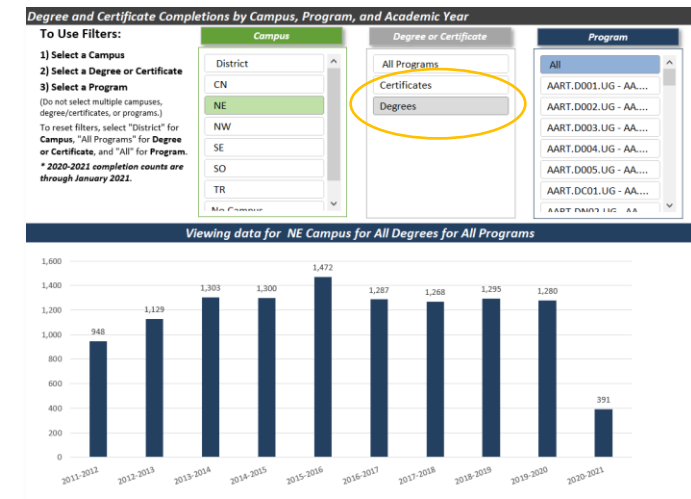 Degree and Certificate Completions by Campus, Program, and Academic Year
To Use Filters:
1) Select a Campus
2) Select a Degree or Certificate
3) Select a Program
(Do not select multiple campuses,
degree/certificates, or programs.)
To reset filters, select "District" for
Campus, "All Programs" for Degree
or Certificate, and "All" for Program.
* 2020-2021 completion counts are
through January 2021.
Campus
District
CN
NE
NW
SE
SO
TR
No Campus
Degree or Certificate
All Programs
Certificates
Degrees
Program
All
AART.D001.UG - AA....
AART.D002.UG - AA....
AART.D003.UG - AA....
AART.D004.UG - AA....
AART.D005.UG - AA....
AART.DC01.UG - AA....
AART.DN02.UG - AA
Viewing data for NE Campus for All Degrees for All Programs
1,600
1,400
1,200
1,000
800
600
400
200
0
948
1,129
1,303
1,300
1,472
1,287
1,268
1,295
1,280
391
2011-2012
2012-2013
2013-2014
2014-2015
2015-2016
2016-2017
2017-2018
2018-2019
2019-2020
2020-2021